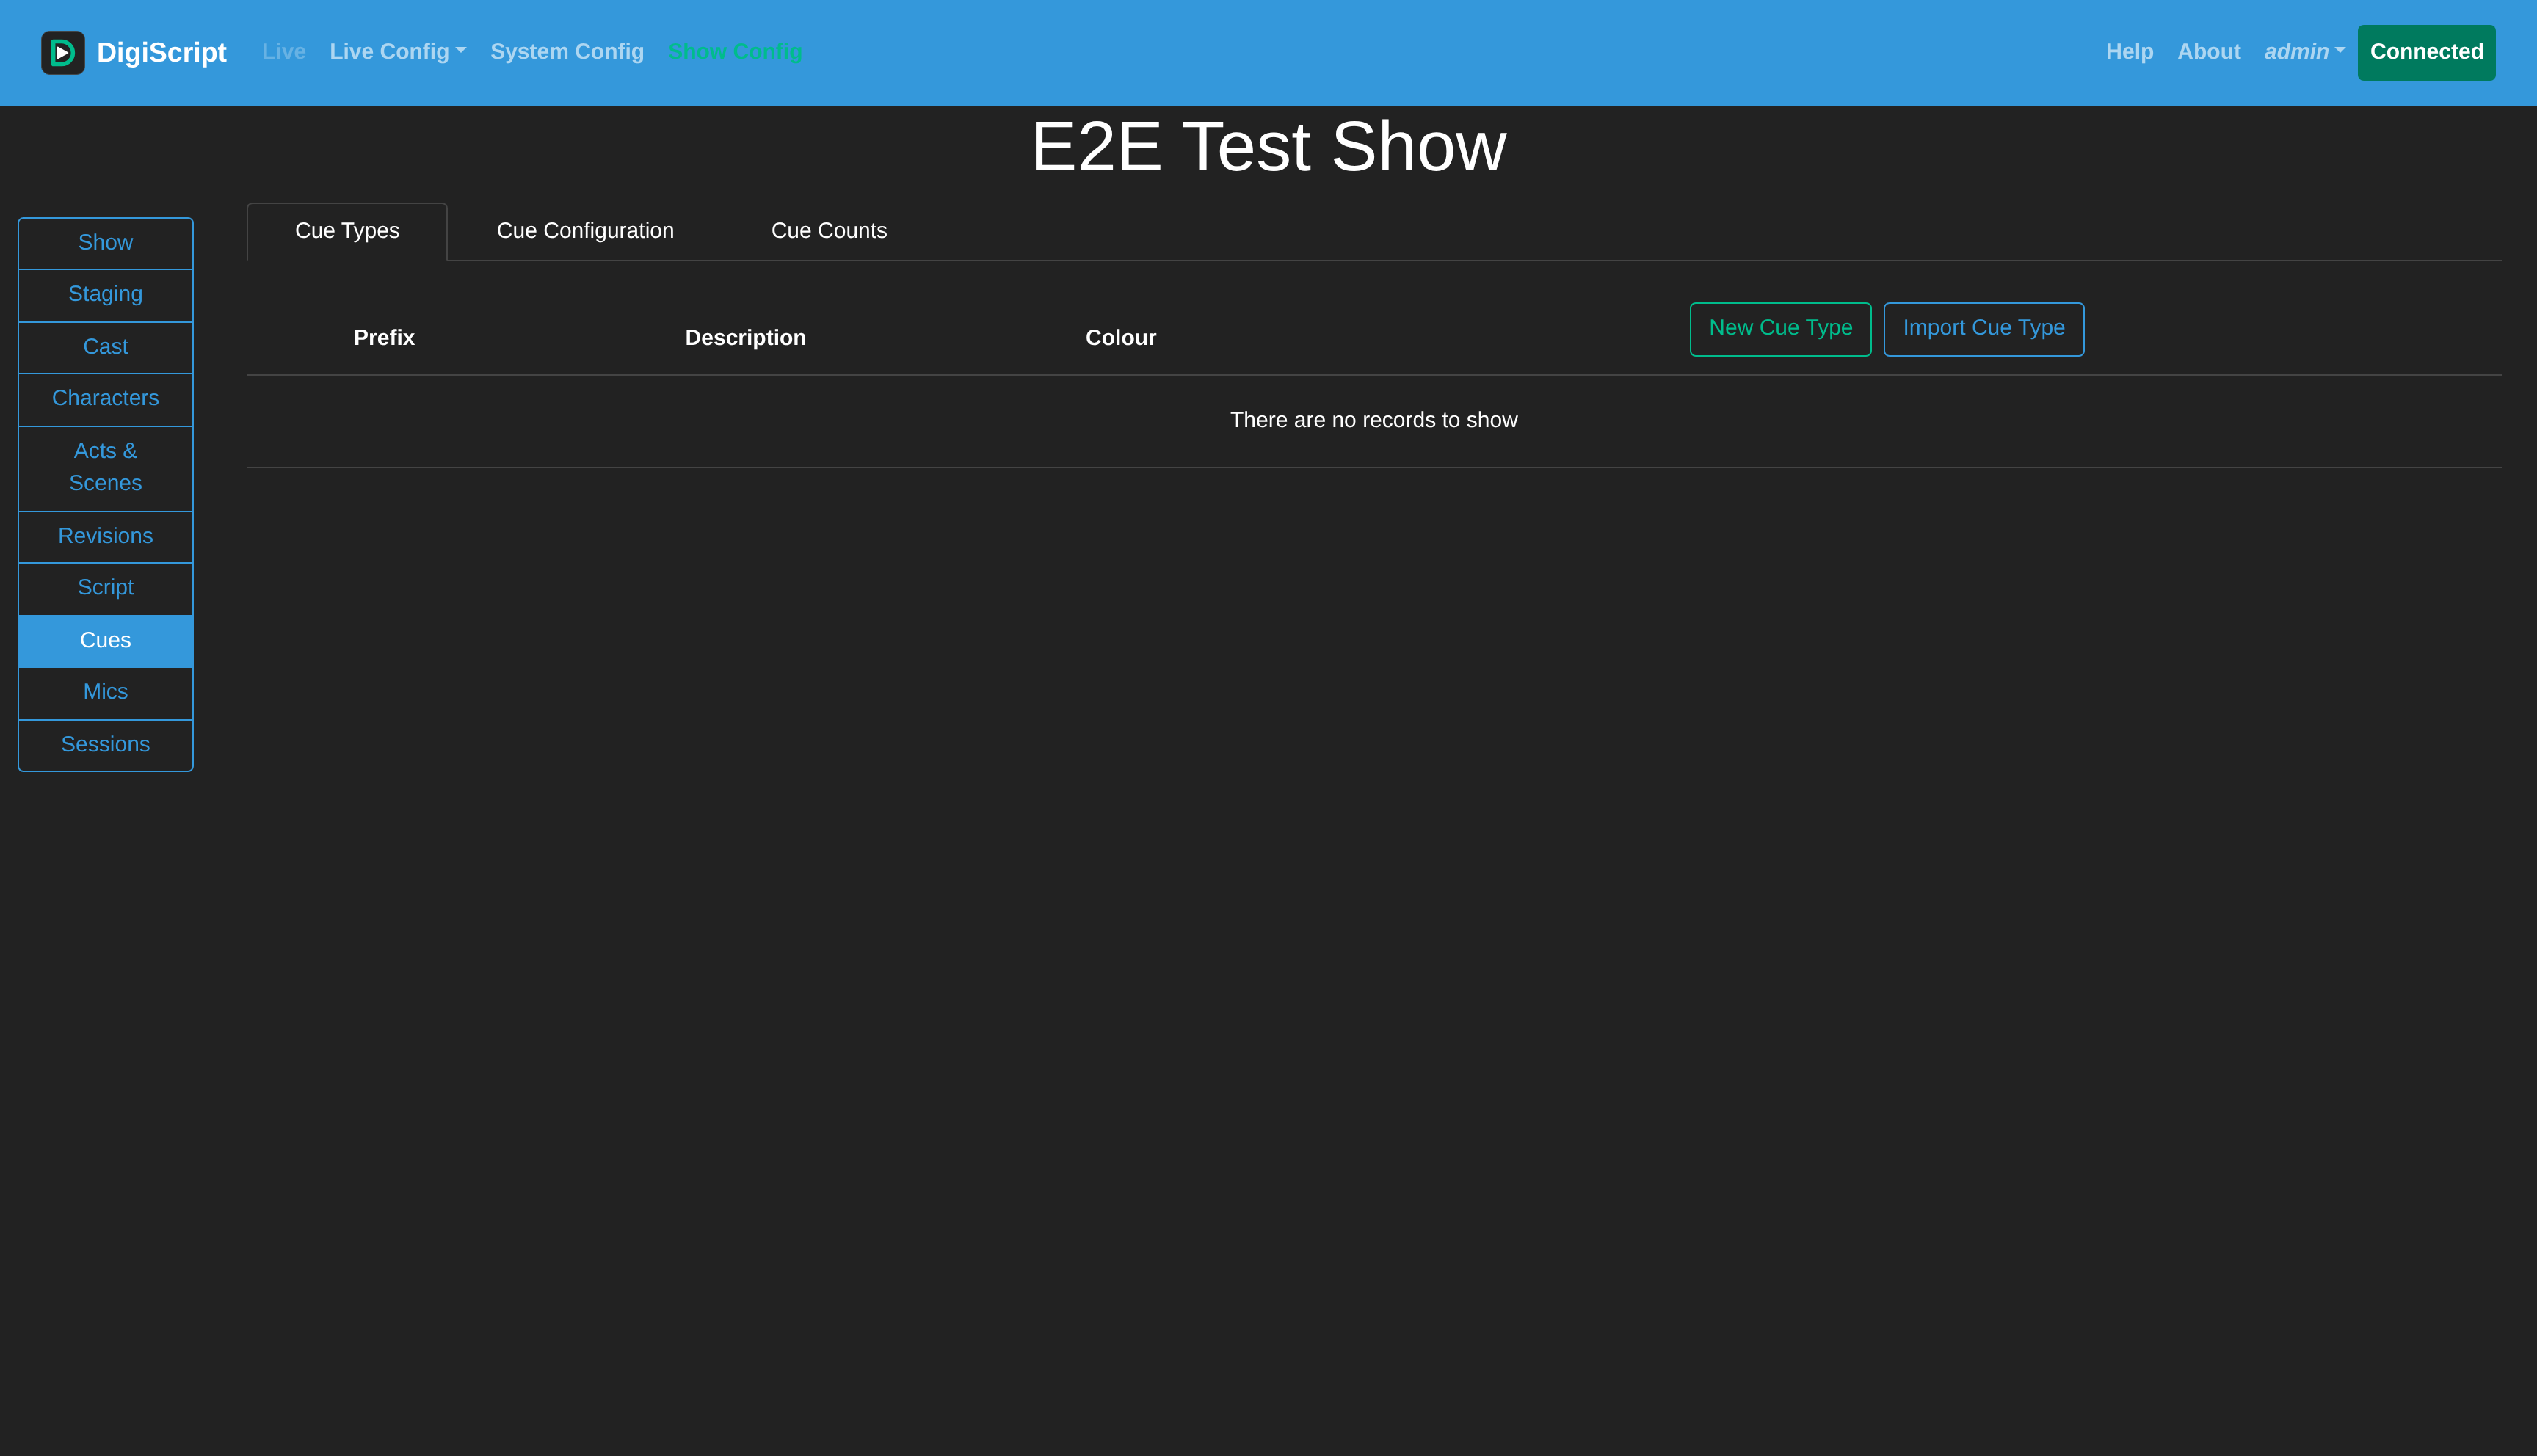 DigiScript Live Live Config System Config Show Config Help About admin Connected
E2E Test Show
Show
Staging
Cast
Characters
Acts &
Scenes
Revisions
Script
Cues
Mics
Sessions
Cue Types Cue Configuration Cue Counts
Prefix Description Colour New Cue Type Import Cue Type
There are no records to show